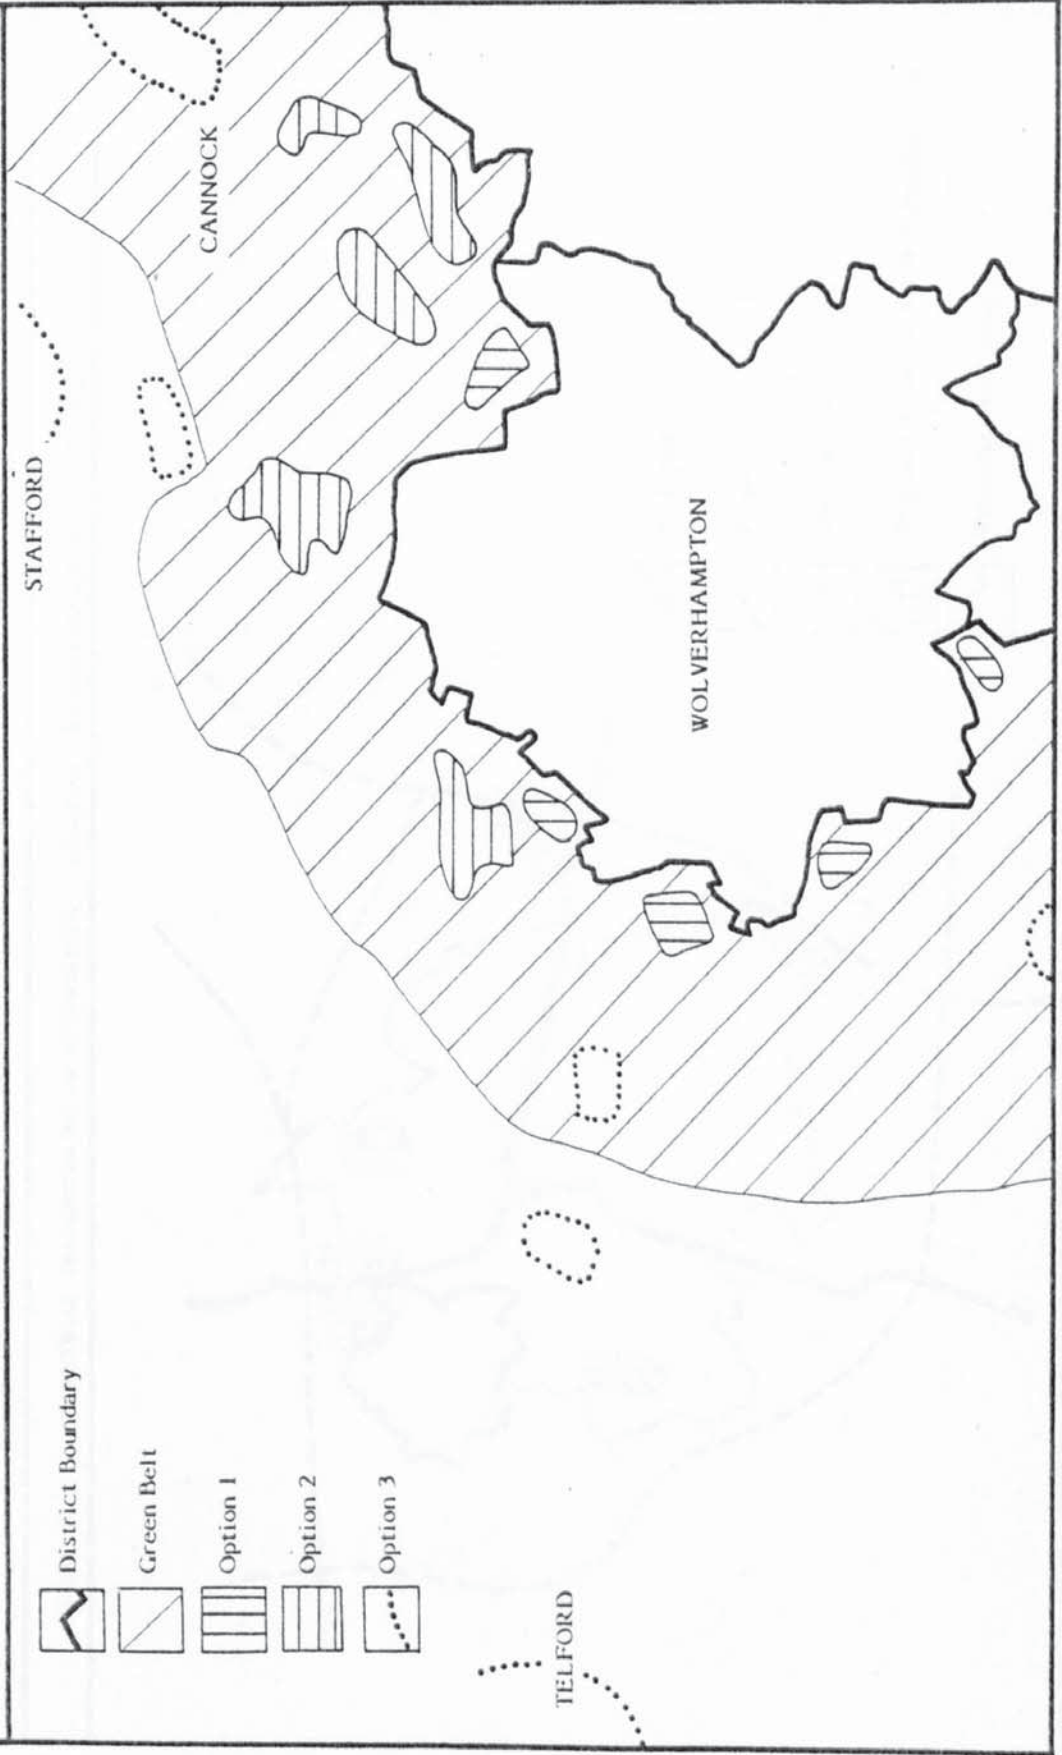 District Boundary
Green Belt
Option 1
Option 2
Option 3
TELFORD
STAFFORD
CANNOCK
WOLVERHAMPTON